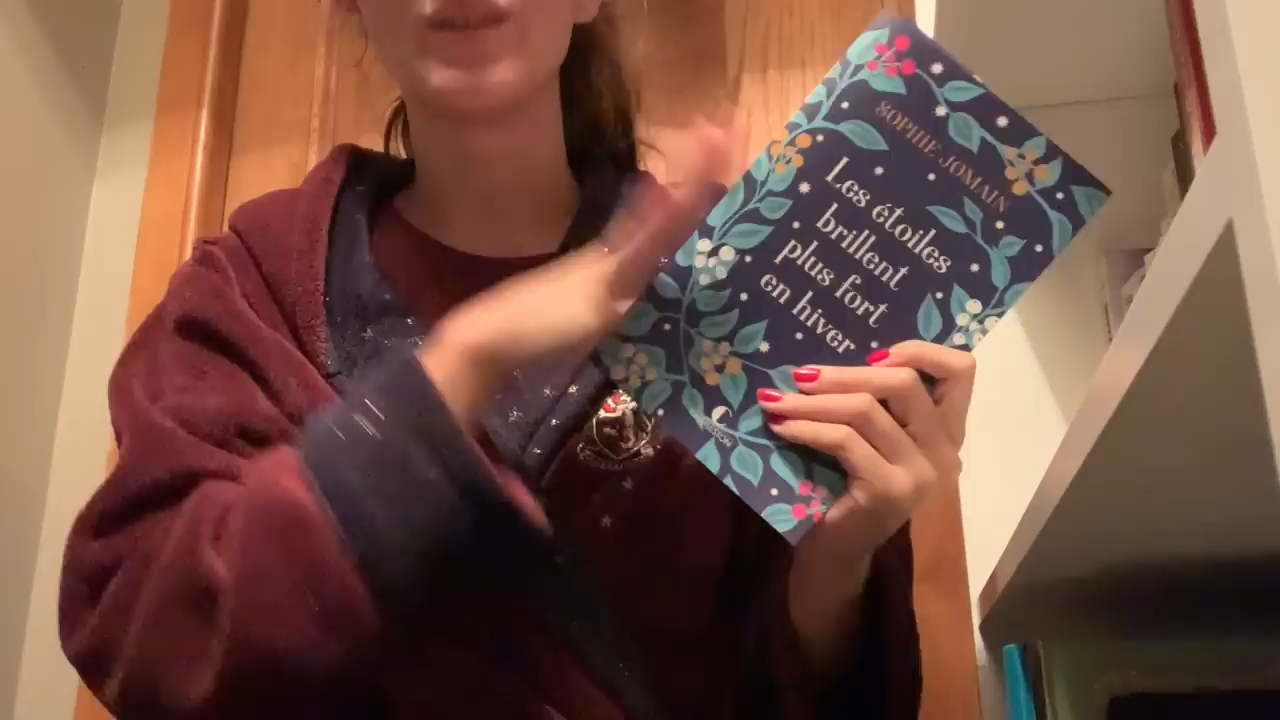 SOPHIE JOMAIN
Les étoiles
brillent
plus fort
en hiver